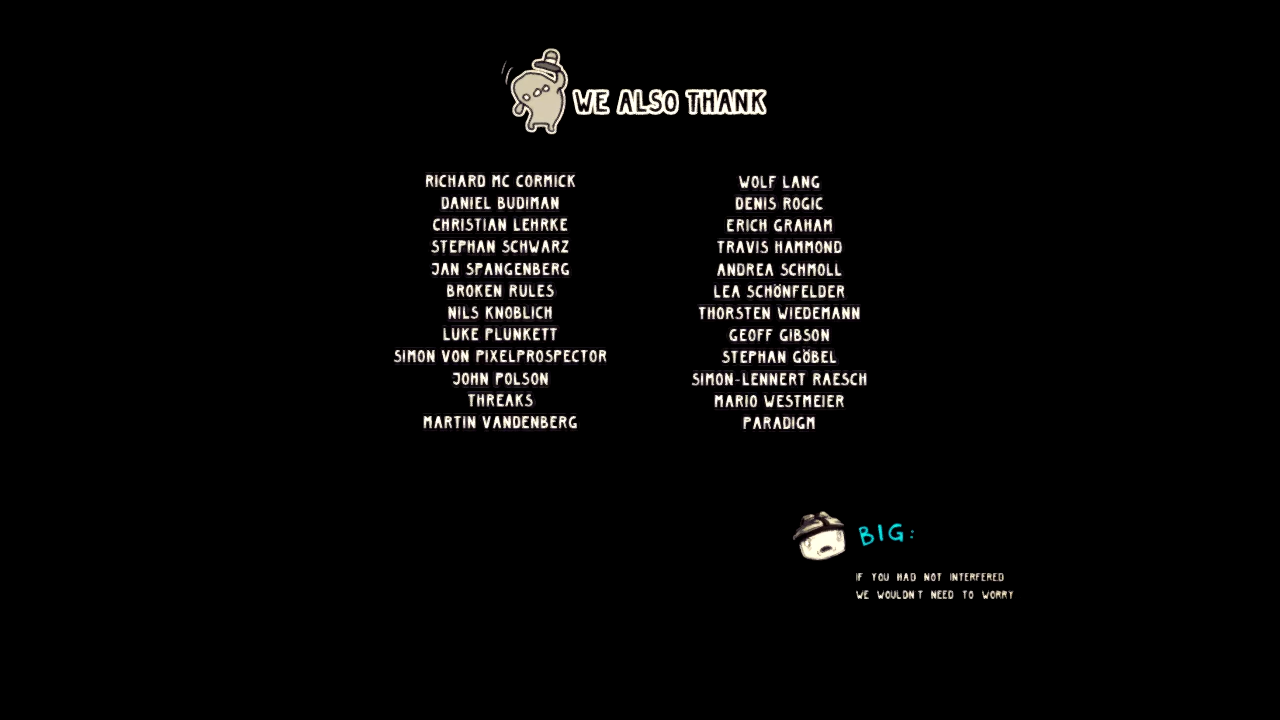 WE ALSO THANK
RICHARD MC CORMICK
DANIEL BUDIMAN
CHRISTIAN LEHRKE
STEPHAN SCHWARZ
JAN SPANGENBERG
BROKEN RULES
NILS KNOBLICH
LUKE PLUNKETT
SIMON VON PIXELPROSPECTOR
JOHN POLSON
THREAKS
MARTIN VANDENBERG
WOLF LANG
DENIS ROGIC
ERICH GRAHAM
TRAVIS HAMMOND
ANDREA SCHMOLL
LEA SCHÖNFELDER
THORSTEN WIEDEMANN
GEOFF GIBSON
STEPHAN GÖBEL
SIMON-LENNERT RAESCH
MARIO WESTMEIER
PARADIGM
BIG:
IF YOU HAD NOT INTERFERED
WE WOULDN'T NEED TO WORRY